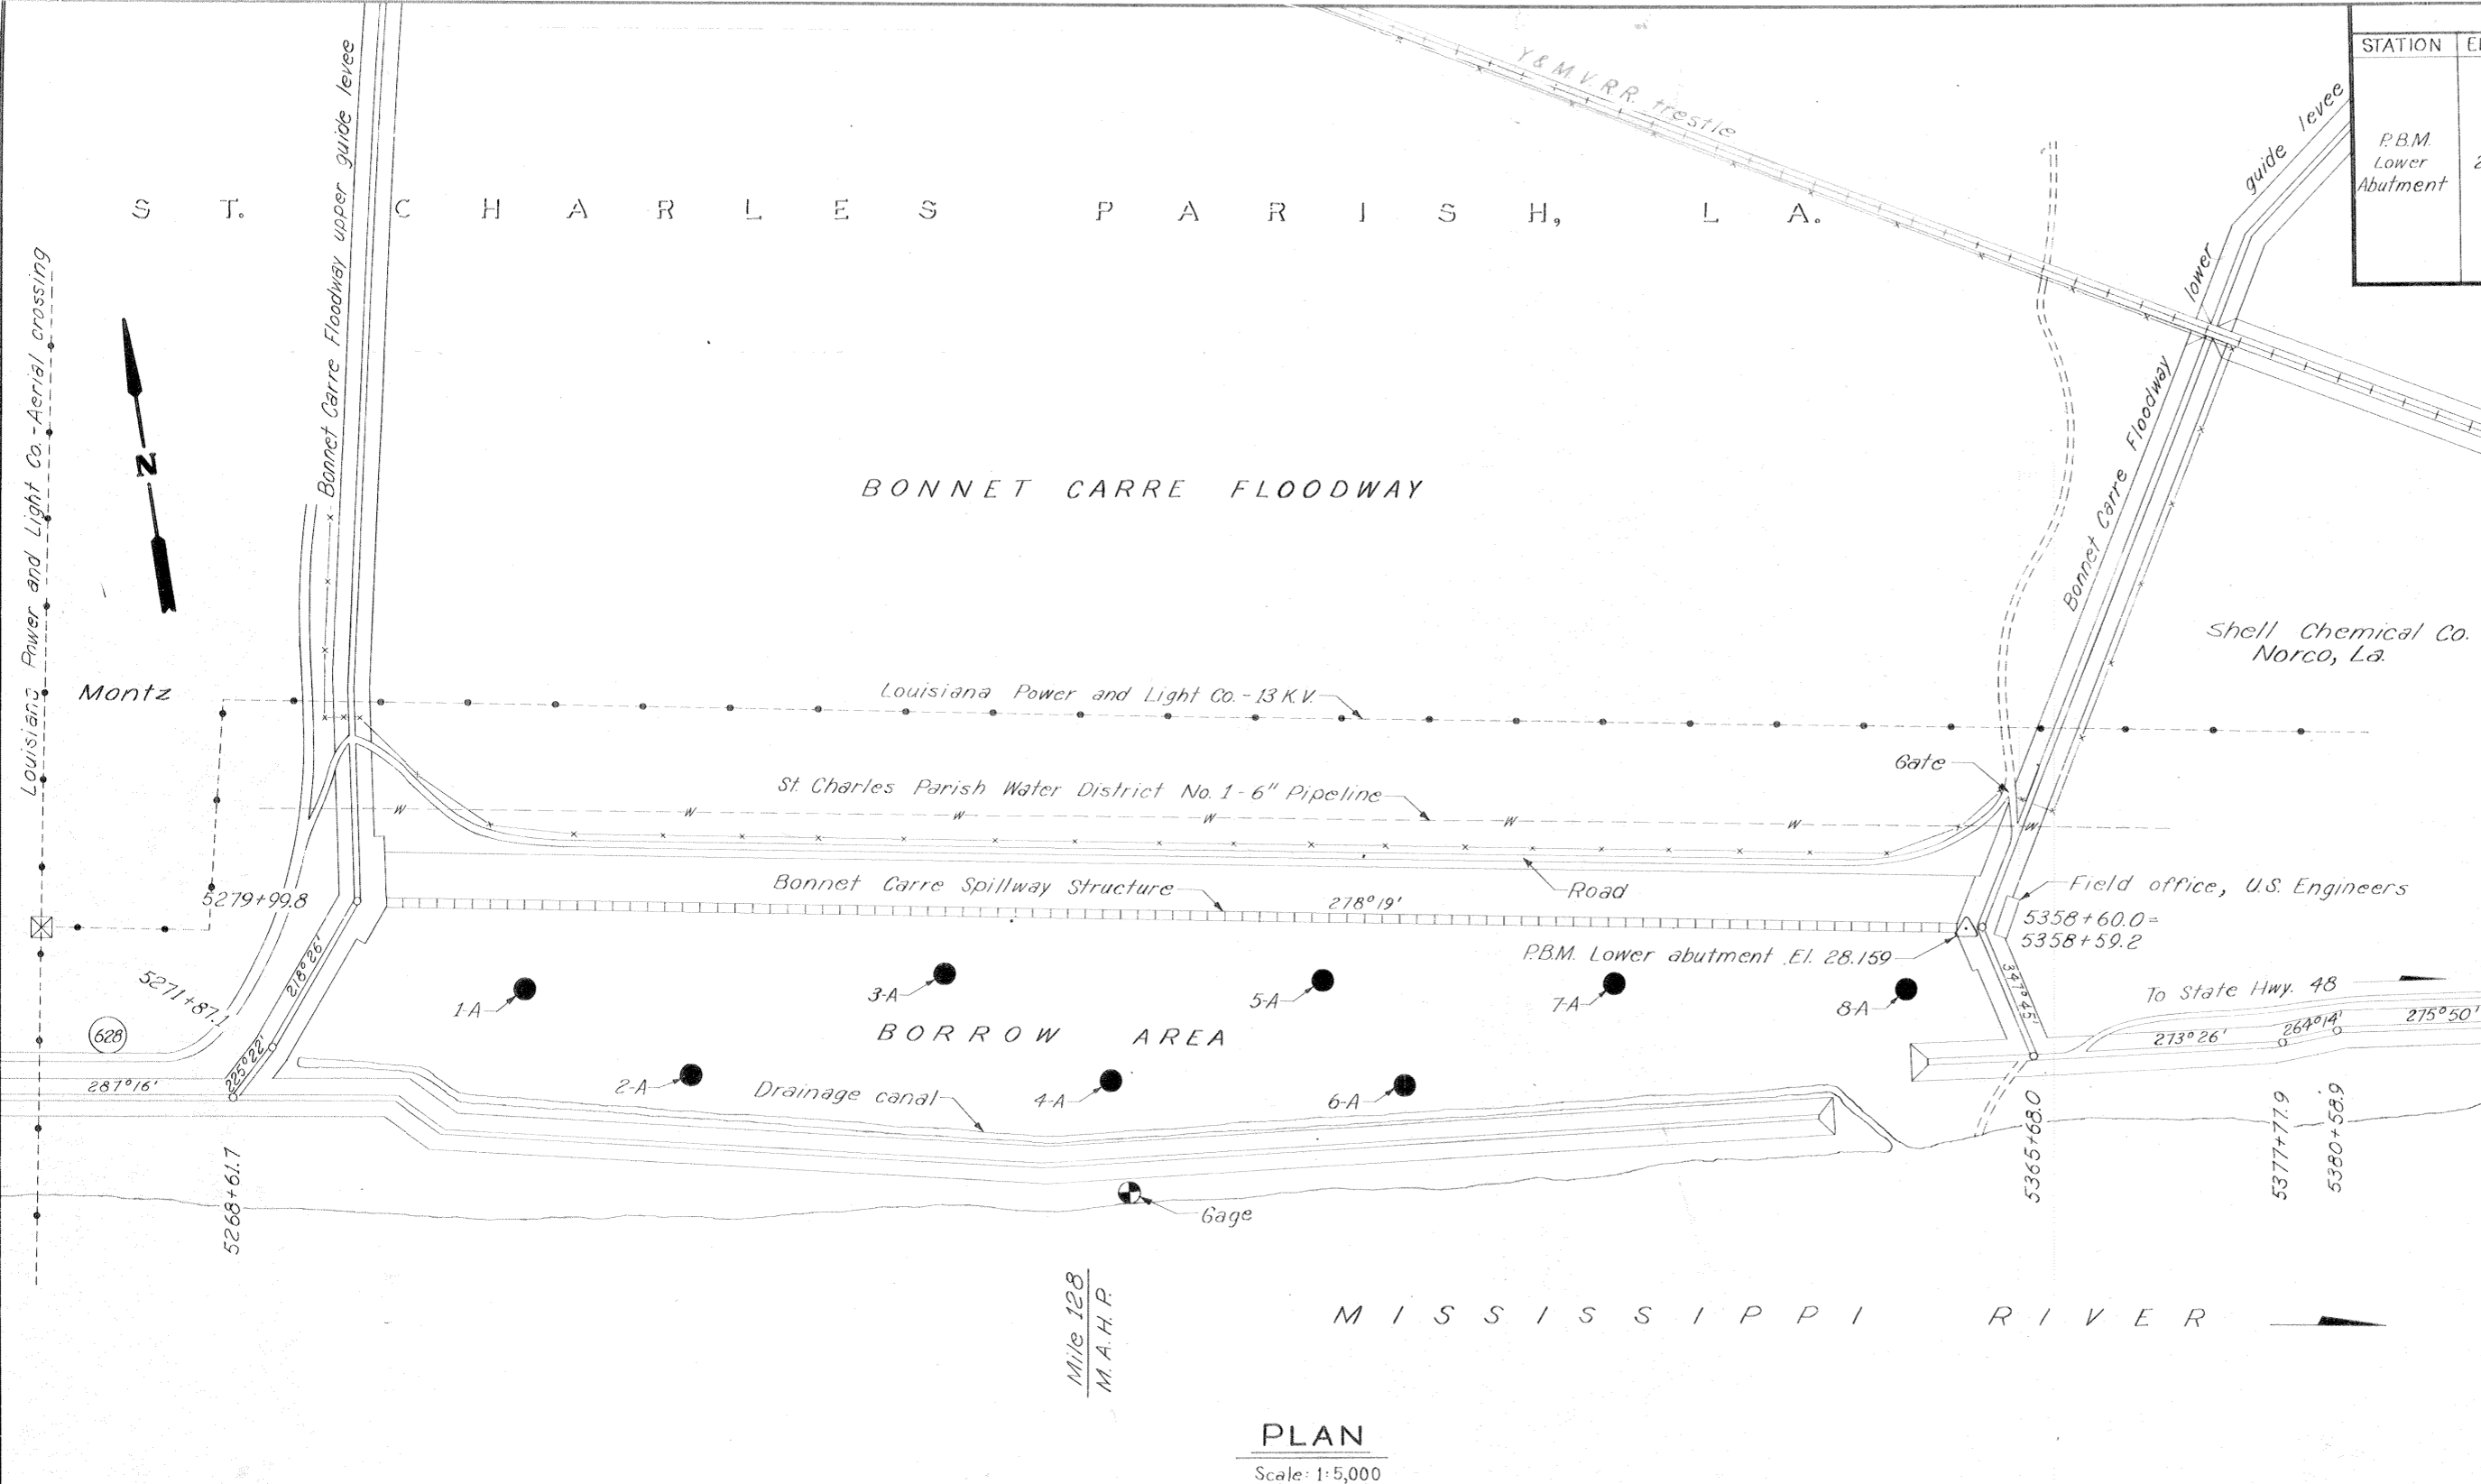 STATION
P.B.M.
Lower
Abutment
Y & M.V. R.R. trestle
Bonnet Carre Floodway upper guide levee
Louisiana Power and Light Co.-Aerial crossing
ST. CHARLES PARISH, LA.
N
BONNET CARRE FLOODWAY
Bonnet Carre Floodway lower guide levee
Shell Chemical Co.
Norco, La.
Montz
Louisiana Power and Light Co.-13 K.V.
Gate
St. Charles Parish Water District No. 1-6" Pipeline
W W W W W W W
5279+99.8
Bonnet Carre Spillway Structure
278°19'
Road
Field office, U.S. Engineers
5358+60.0=
5358+59.2
P.B.M. Lower abutment El. 28.159
218°26'
5271+87.1
1-A
3-A
5-A
7-A
8-A
347°45'
To State Hwy. 48
628
BORROW AREA
225°22'
287°16'
2-A
Drainage canal
4-A
6-A
273°26'
264°14'
275°50'
5268+61.7
Gage
5365+68.0
5377+77.9
5380+58.9
Mile 128
M.A.H.P.
MISSISSIPPI RIVER
PLAN
Scale: 1:5,000